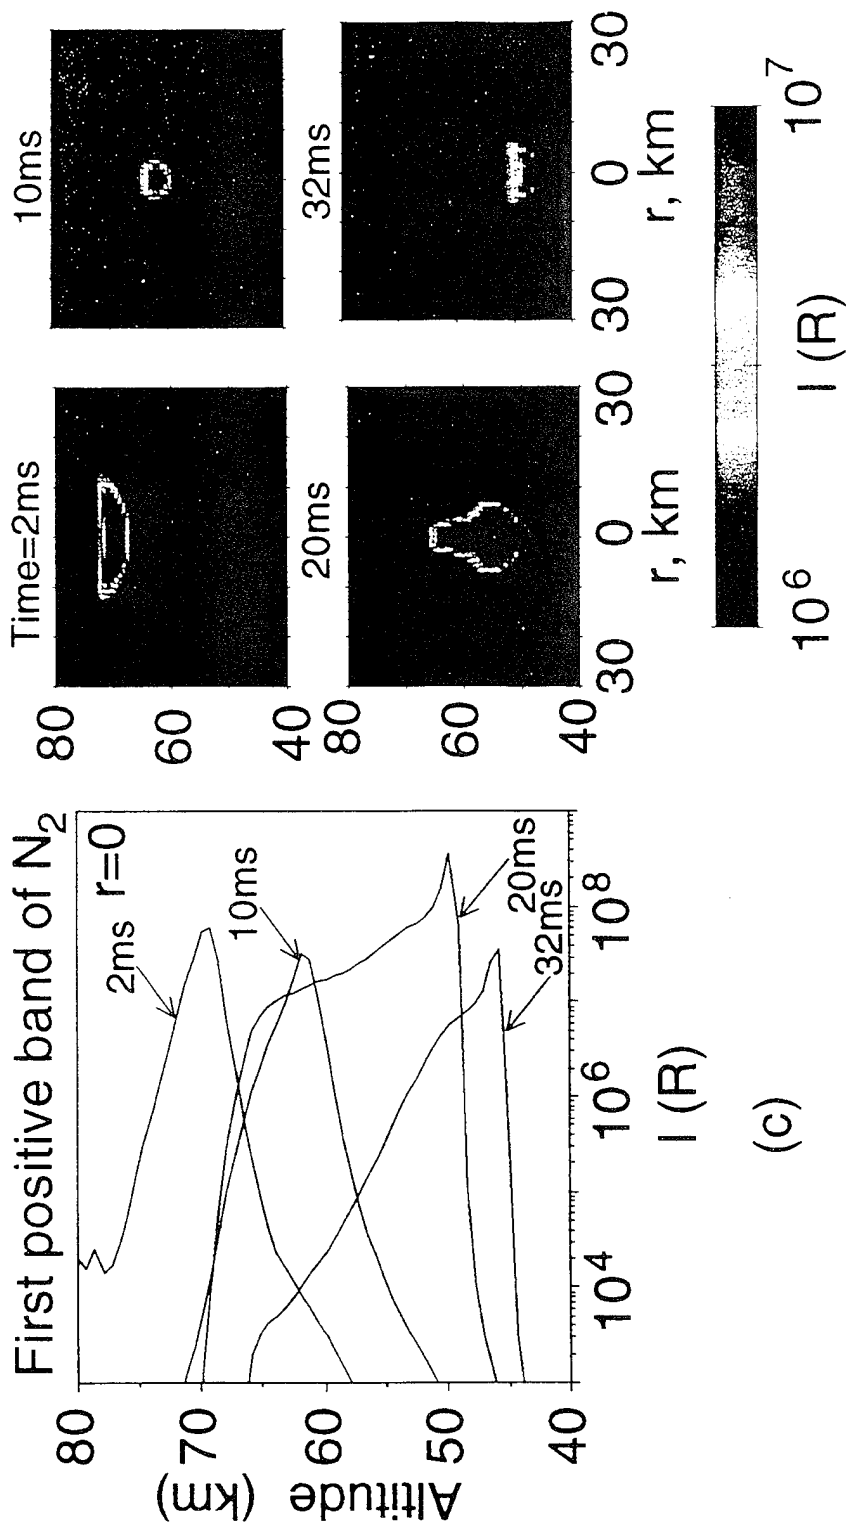 First positive band of N2
r=0
2ms
10ms
20ms
32ms
80
70
60
50
40
Altitude (km)
10^4 10^6 10^8
I (R)
(c)
Time=2ms
10ms
80
60
40
20ms
32ms
80
60
40
30 0 30
r, km
30 0 30
r, km
10^6 10^7
I (R)